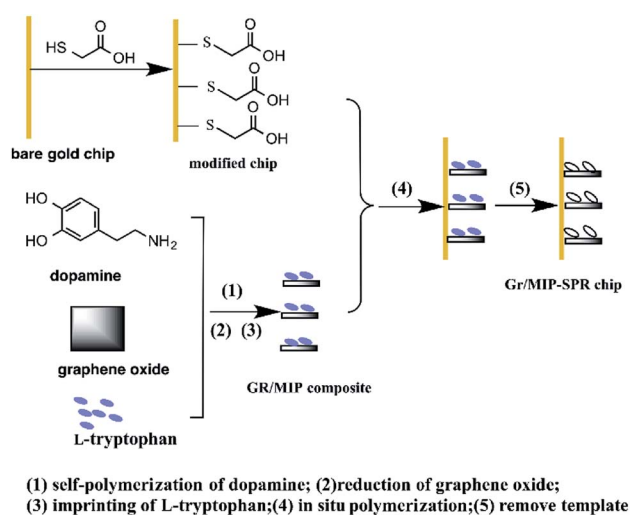 HS
O
OH
S
O
OH
S
O
OH
S
O
OH
bare gold chip
modified chip
(4)
(5)
HO
HO
NH2
dopamine
(1)
(2) (3)
Gr/MIP-SPR chip
graphene oxide
GR/MIP composite
L-tryptophan
(1) self-polymerization of dopamine; (2)reduction of graphene oxide;
(3) imprinting of L-tryptophan;(4) in situ polymerization;(5) remove template